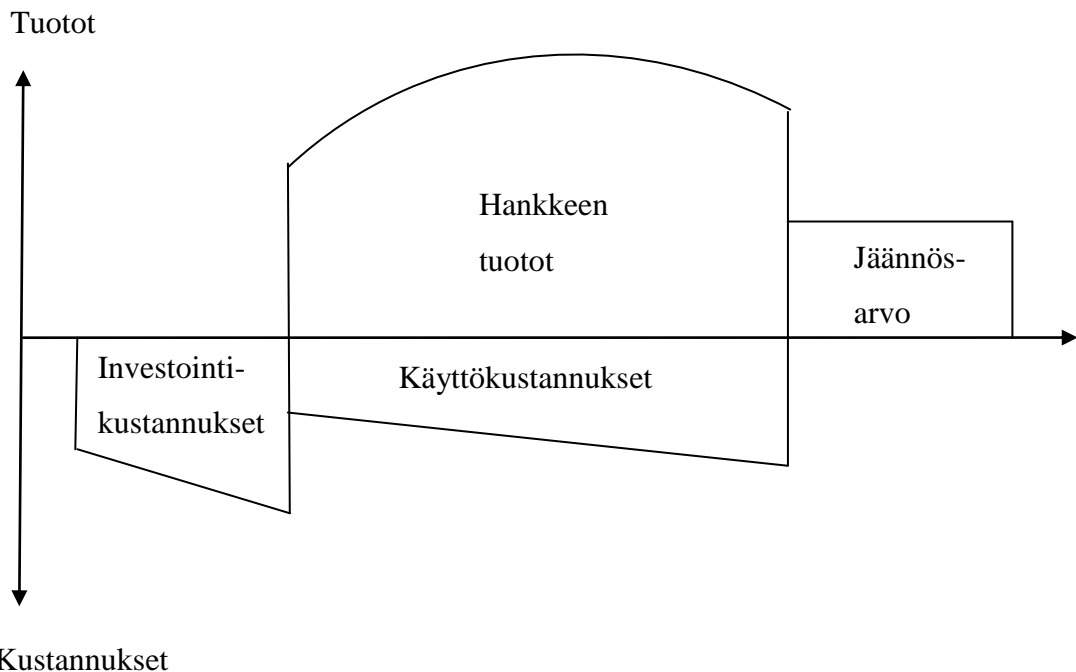 Tuotot
Hankkeen
tuotot
Jäännös-
arvo
Investointi-
kustannukset
Käyttökustannukset
Kustannukset